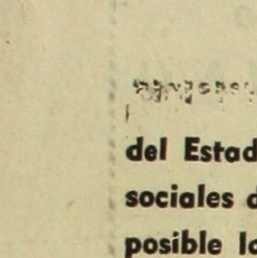 del Estad
sociales d
posible lo